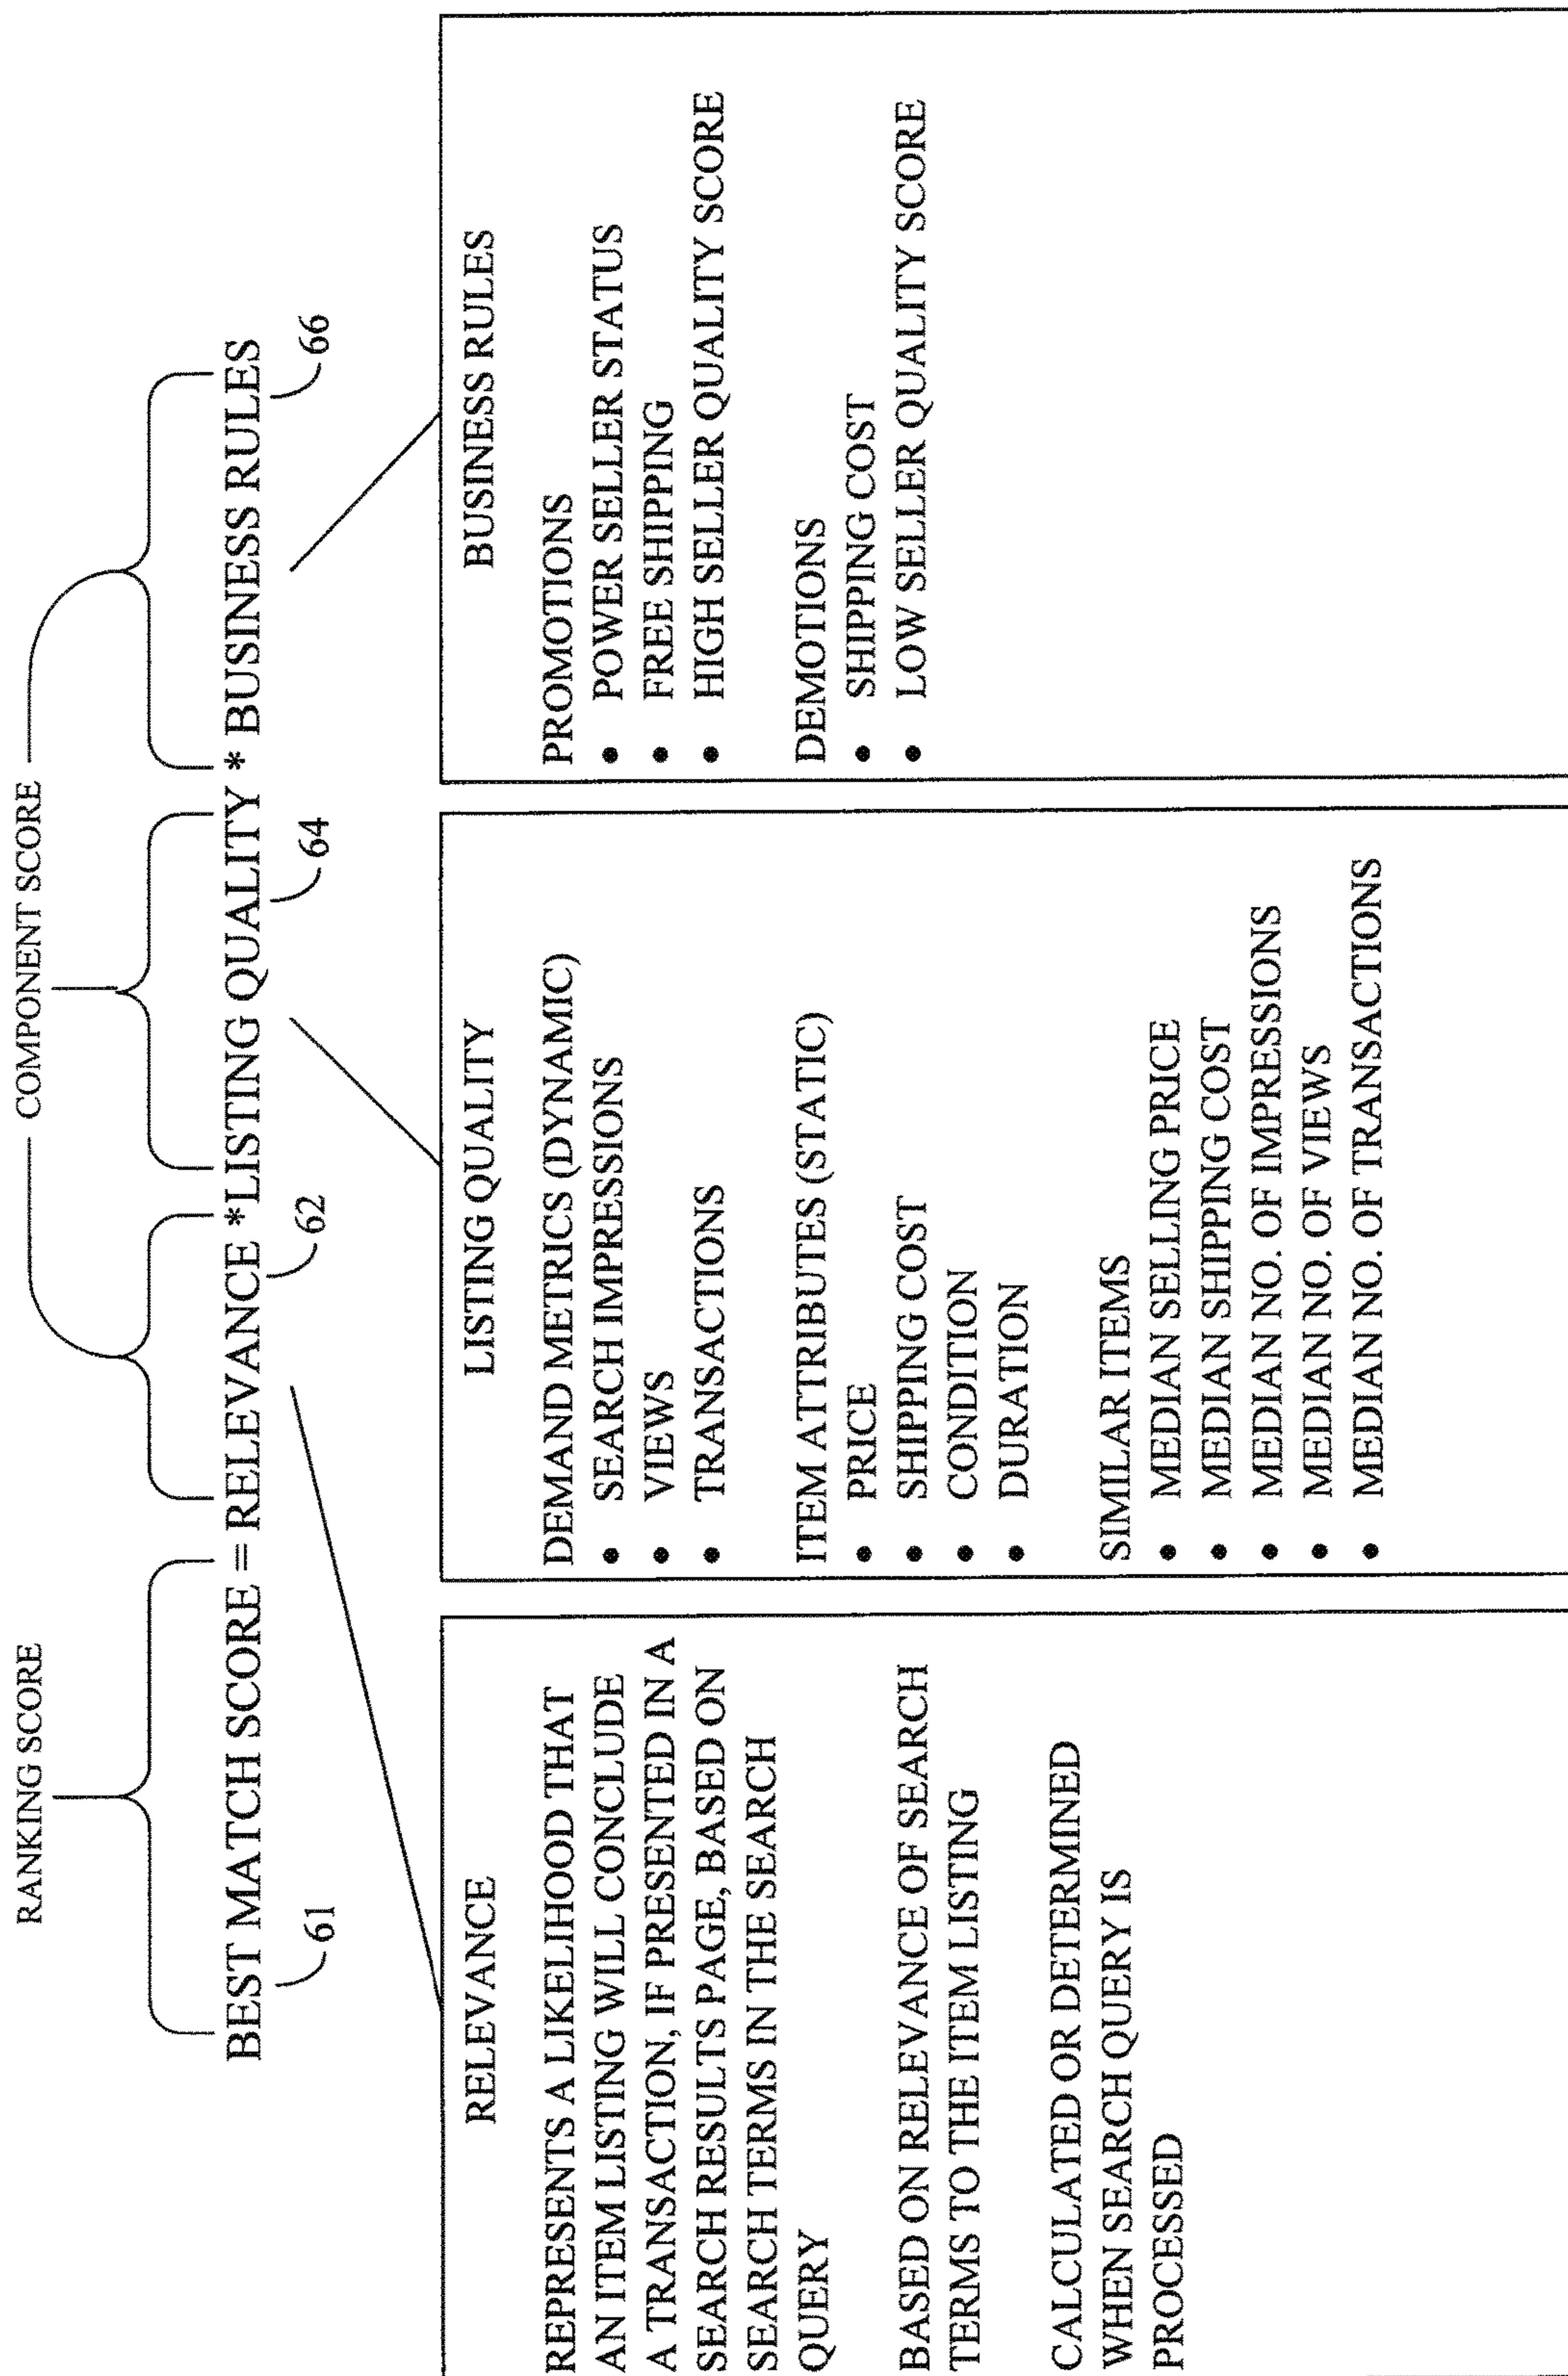 RANKING SCORE
COMPONENT SCORE
BEST MATCH SCORE = RELEVANCE *LISTING QUALITY * BUSINESS RULES
61
62
64
66
RELEVANCE
REPRESENTS A LIKELIHOOD THAT
AN ITEM LISTING WILL CONCLUDE
A TRANSACTION, IF PRESENTED IN A
SEARCH RESULTS PAGE, BASED ON
SEARCH TERMS IN THE SEARCH
QUERY
BASED ON RELEVANCE OF SEARCH
TERMS TO THE ITEM LISTING
CALCULATED OR DETERMINED
WHEN SEARCH QUERY IS
PROCESSED
LISTING QUALITY
DEMAND METRICS (DYNAMIC)
• SEARCH IMPRESSIONS
• VIEWS
• TRANSACTIONS
ITEM ATTRIBUTES (STATIC)
• PRICE
• SHIPPING COST
• CONDITION
• DURATION
SIMILAR ITEMS
• MEDIAN SELLING PRICE
• MEDIAN SHIPPING COST
• MEDIAN NO. OF IMPRESSIONS
• MEDIAN NO. OF VIEWS
• MEDIAN NO. OF TRANSACTIONS
BUSINESS RULES
PROMOTIONS
• POWER SELLER STATUS
• FREE SHIPPING
• HIGH SELLER QUALITY SCORE
DEMOTIONS
• SHIPPING COST
• LOW SELLER QUALITY SCORE